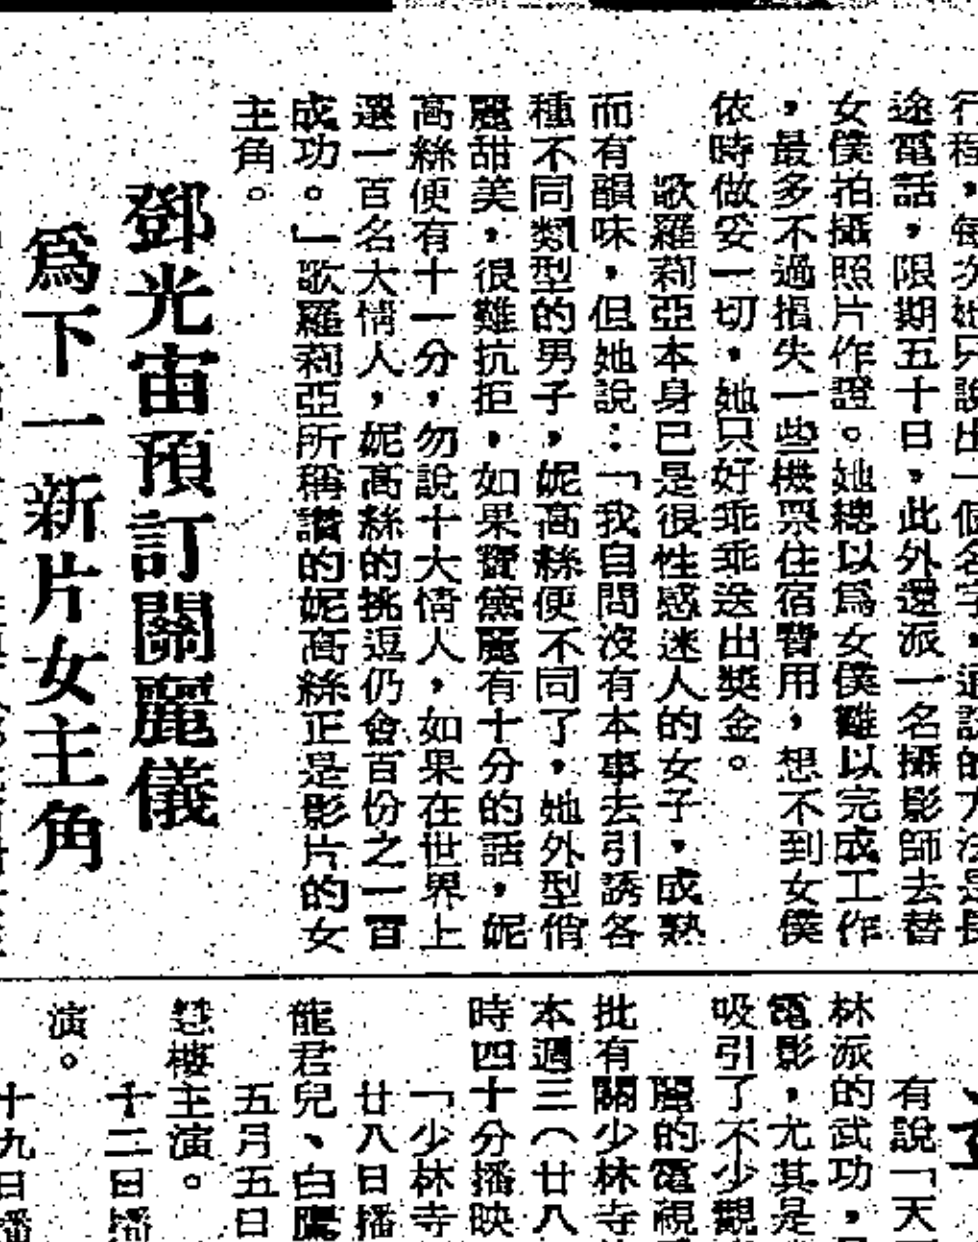 行程，每次她只說出一個名字，通話的方法是長
途電話，限期五十日，此外還派一名攝影師去替
女僕拍攝照片作證。她總以爲女僕難以完成工作
，最多不過損失一些機票住宿費用，想不到女僕
依時做妥一切，她只好乖乖送出獎金。
歌羅莉亞本身已是很性感迷人的女子，成熟
而有韻味，但她說：「我自問沒有本事去引誘各
種不同類型的男子，妮高絲便不同了，她外型俏
麗甜美，很難抗拒，如果寶黛麗有十分的話，妮
高絲便有十一分，勿說十大情人，如果在世界上
選一百名大情人，妮高絲的挑逗仍會百份之一百
成功。」歌羅莉亞所稱讚的妮高絲正是影片的女
主角。
鄧光宙預訂關麗儀
爲下一新片女主角
有說「天
林派的武功，
電影，尤其是
吸引了不少觀
麗的電視
批有關少林寺
本週三（廿八
時四十分播映
「少林寺
廿八日播
龍君兒、白鷹
五月五日
慧樓主演。
十二日播
演。
十九日播